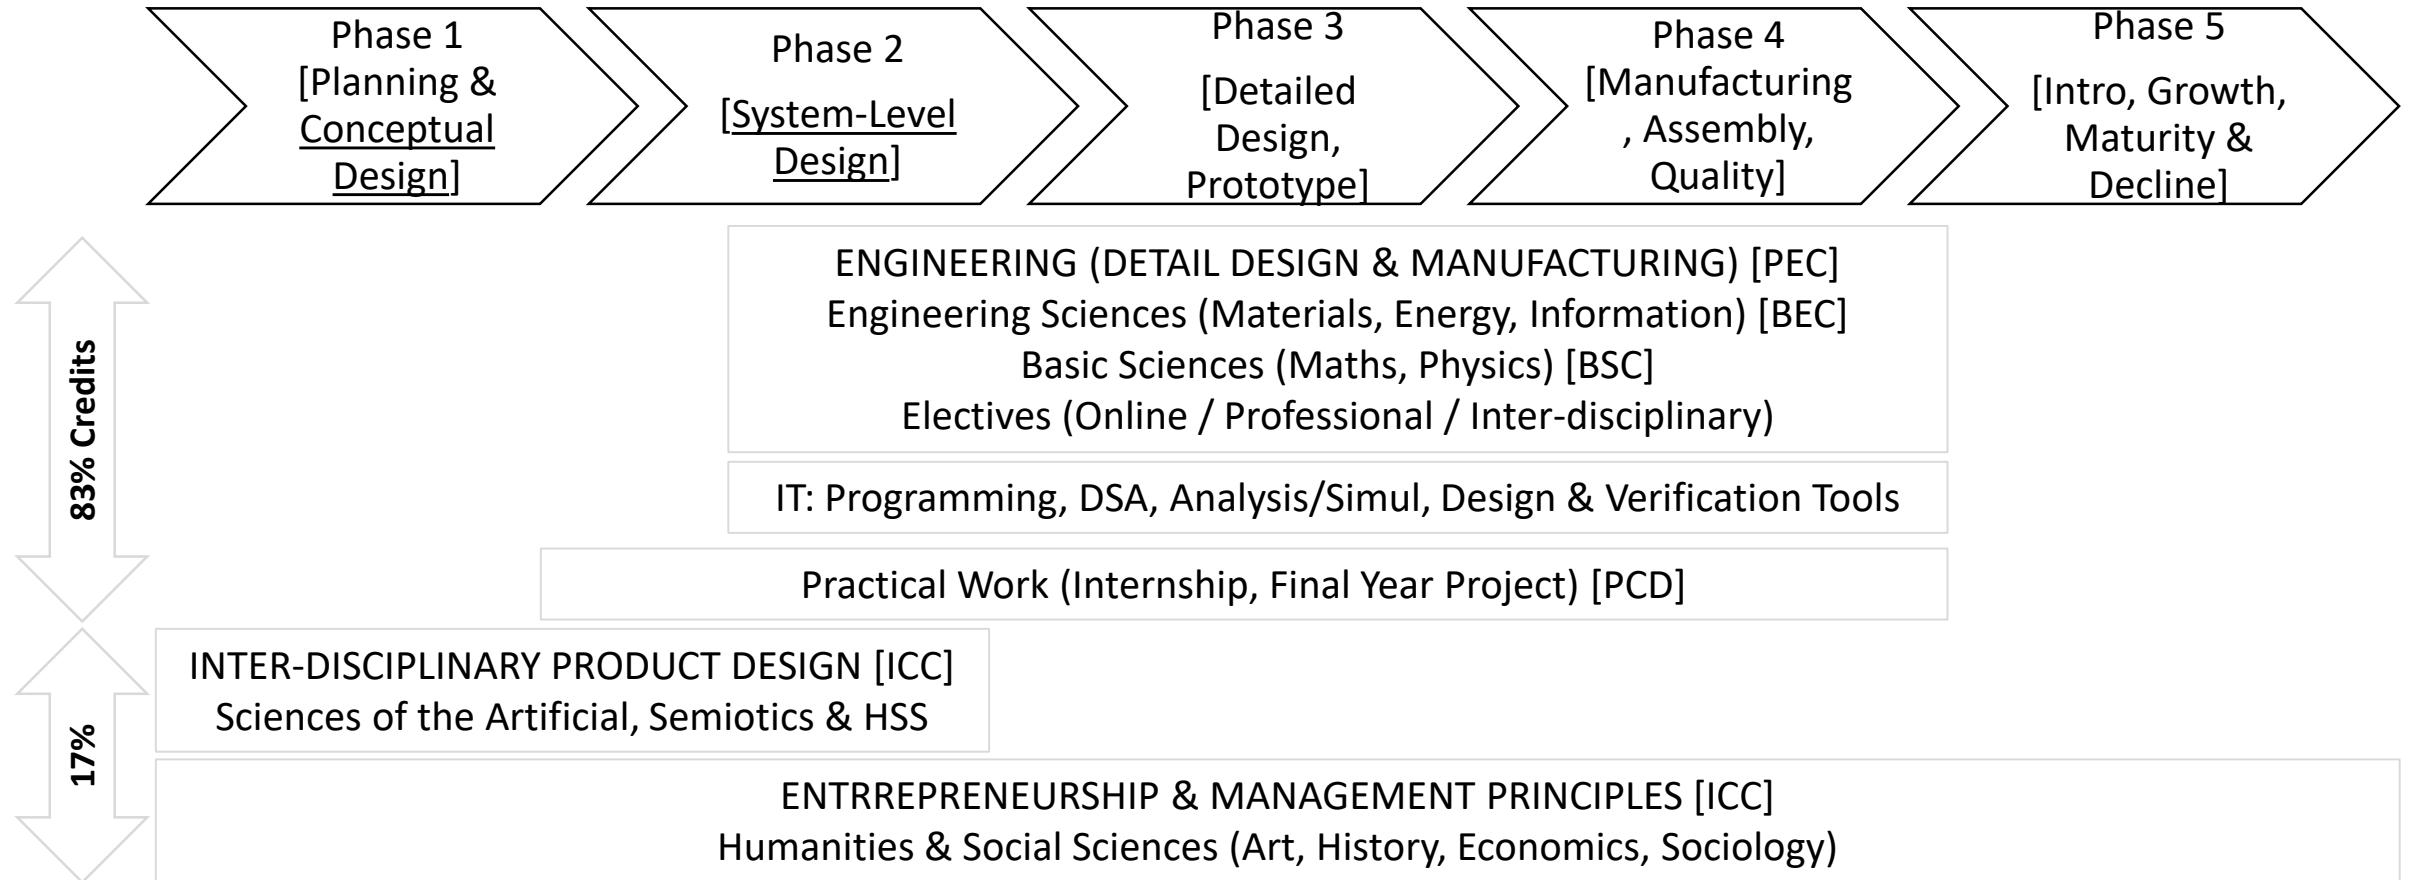 Phase 1
[Planning &
Conceptual
Design]
Phase 2
[System-Level
Design]
Phase 3
[Detailed
Design,
Prototype]
Phase 4
[Manufacturing
, Assembly,
Quality]
Phase 5
[Intro, Growth,
Maturity &
Decline]
83% Credits
ENGINEERING (DETAIL DESIGN & MANUFACTURING) [PEC]
Engineering Sciences (Materials, Energy, Information) [BEC]
Basic Sciences (Maths, Physics) [BSC]
Electives (Online / Professional / Inter-disciplinary)
IT: Programming, DSA, Analysis/Simul, Design & Verification Tools
Practical Work (Internship, Final Year Project) [PCD]
17%
INTER-DISCIPLINARY PRODUCT DESIGN [ICC]
Sciences of the Artificial, Semiotics & HSS
ENTRREPRENEURSHIP & MANAGEMENT PRINCIPLES [ICC]
Humanities & Social Sciences (Art, History, Economics, Sociology)